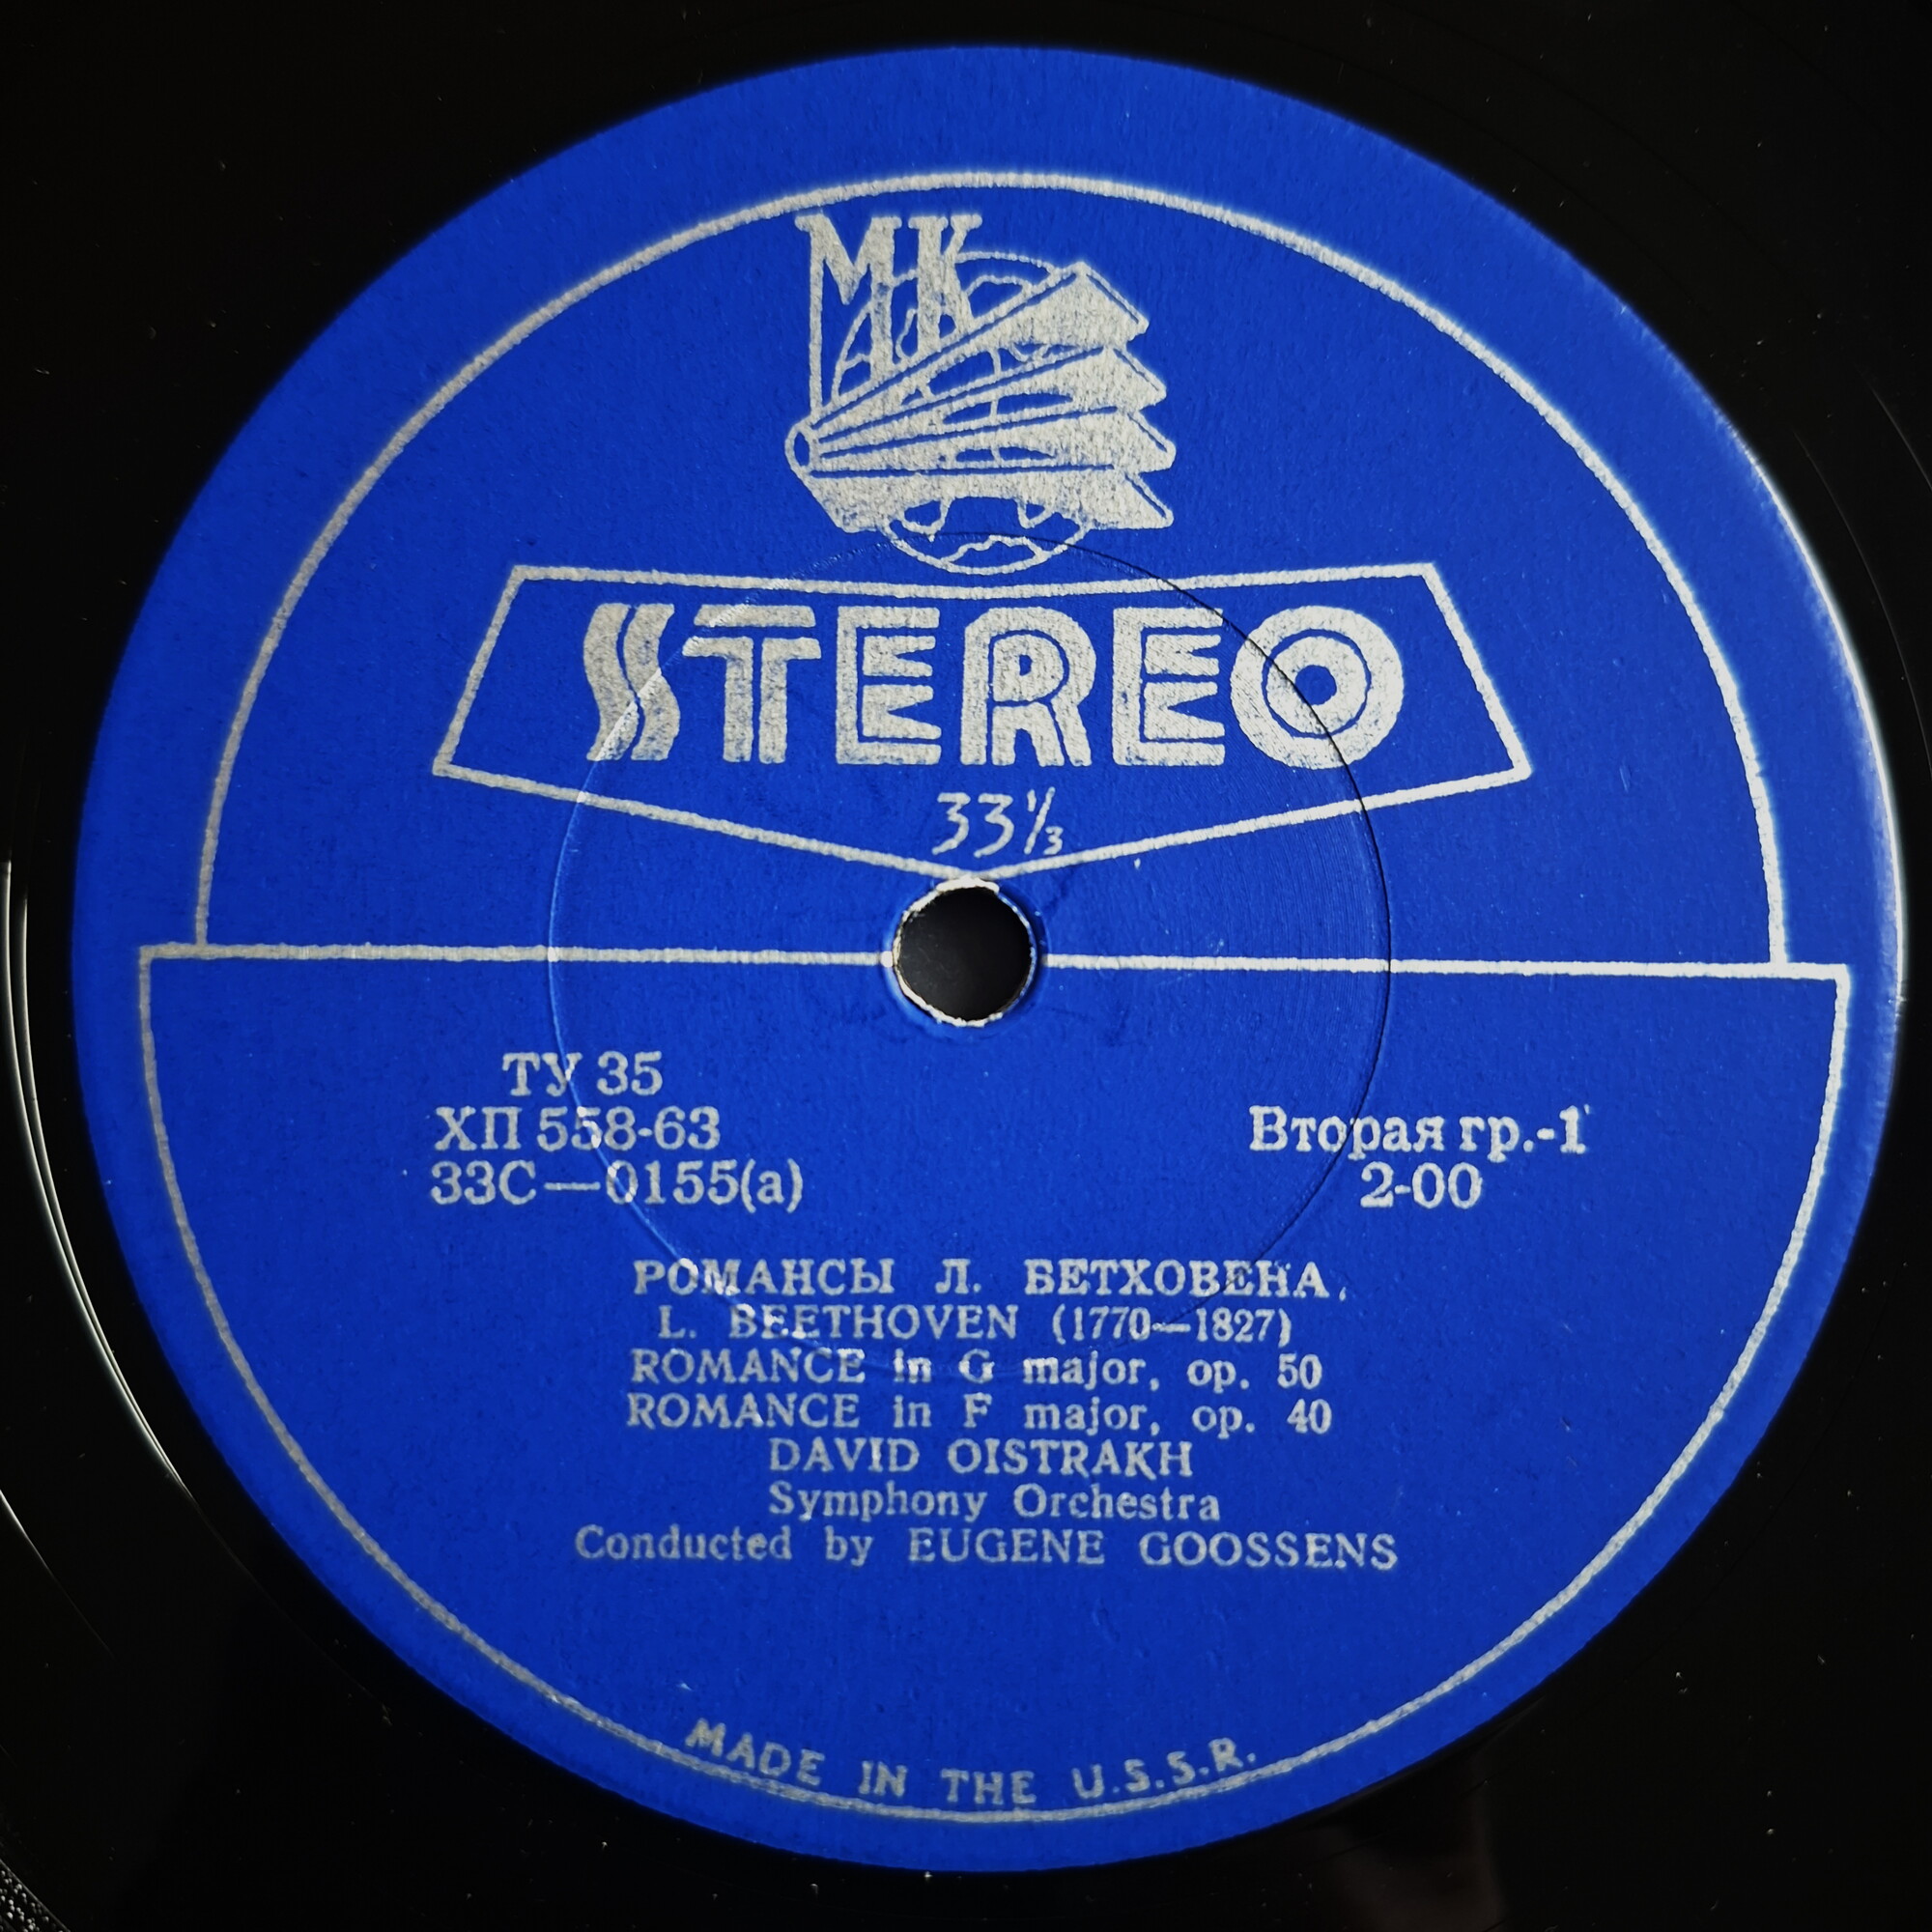 МК
STEREO
33⅓
ТУ 35
ХП 558-63
33С—0155(а)
Вторая гр.-1
2-00
РОМАНСЫ Л. БЕТХОВЕНА.
L. BEETHOVEN (1770—1827)
ROMANCE in G major, op. 50
ROMANCE in F major, op. 40
DAVID OISTRAKH
Symphony Orchestra
Conducted by EUGENE GOOSSENS
MADE IN THE U.S.S.R.